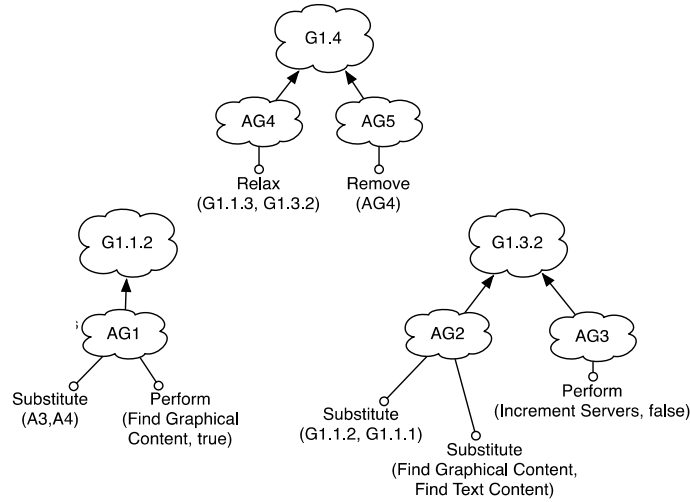 G1.4
AG4
AG5
Relax
(G1.1.3, G1.3.2)
Remove
(AG4)
G1.1.2
AG1
Substitute
(A3,A4)
Perform
(Find Graphical
Content, true)
G1.3.2
AG2
AG3
Substitute
(G1.1.2, G1.1.1)
Substitute
(Find Graphical Content,
Find Text Content)
Perform
(Increment Servers, false)